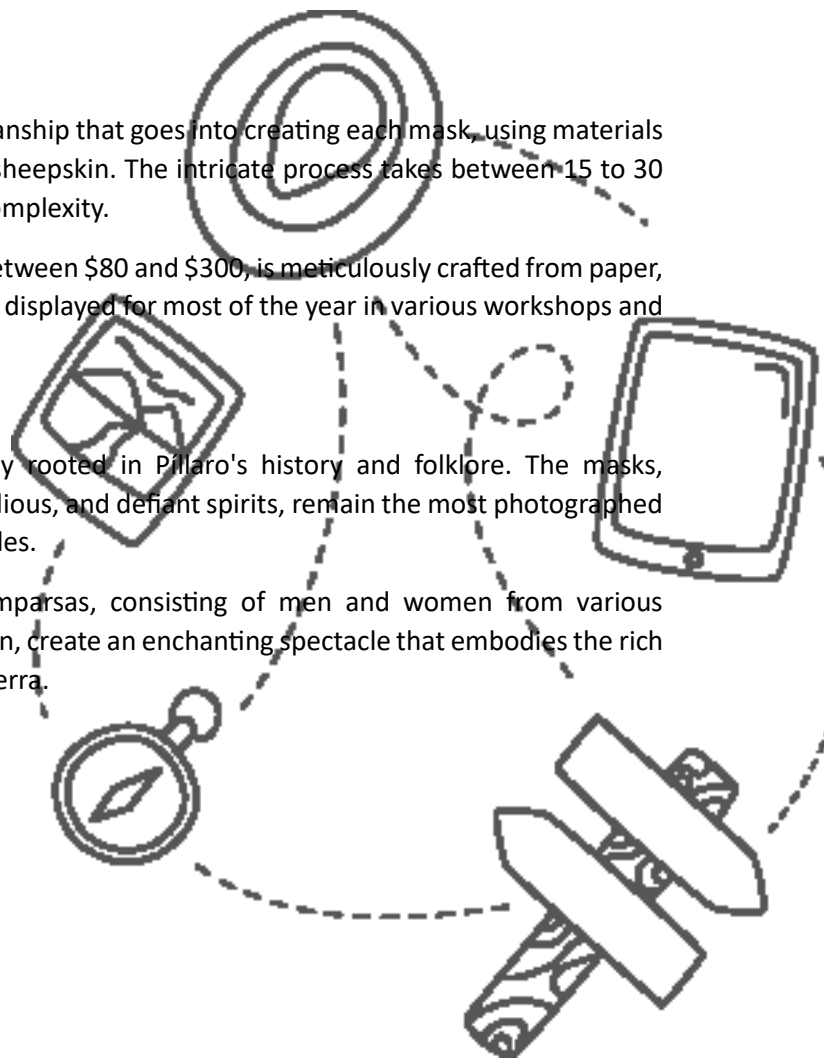 anship that goes into creating each mask, using materials
sheepskin. The intricate process takes between 15 to 30
omplexity.
etween $80 and $300, is meticulously crafted from paper,
displayed for most of the year in various workshops and
y rooted in Píllaro's history and folklore. The masks,
lious, and defiant spirits, remain the most photographed
les.
mparsas, consisting of men and women from various
n, create an enchanting spectacle that embodies the rich
erra.